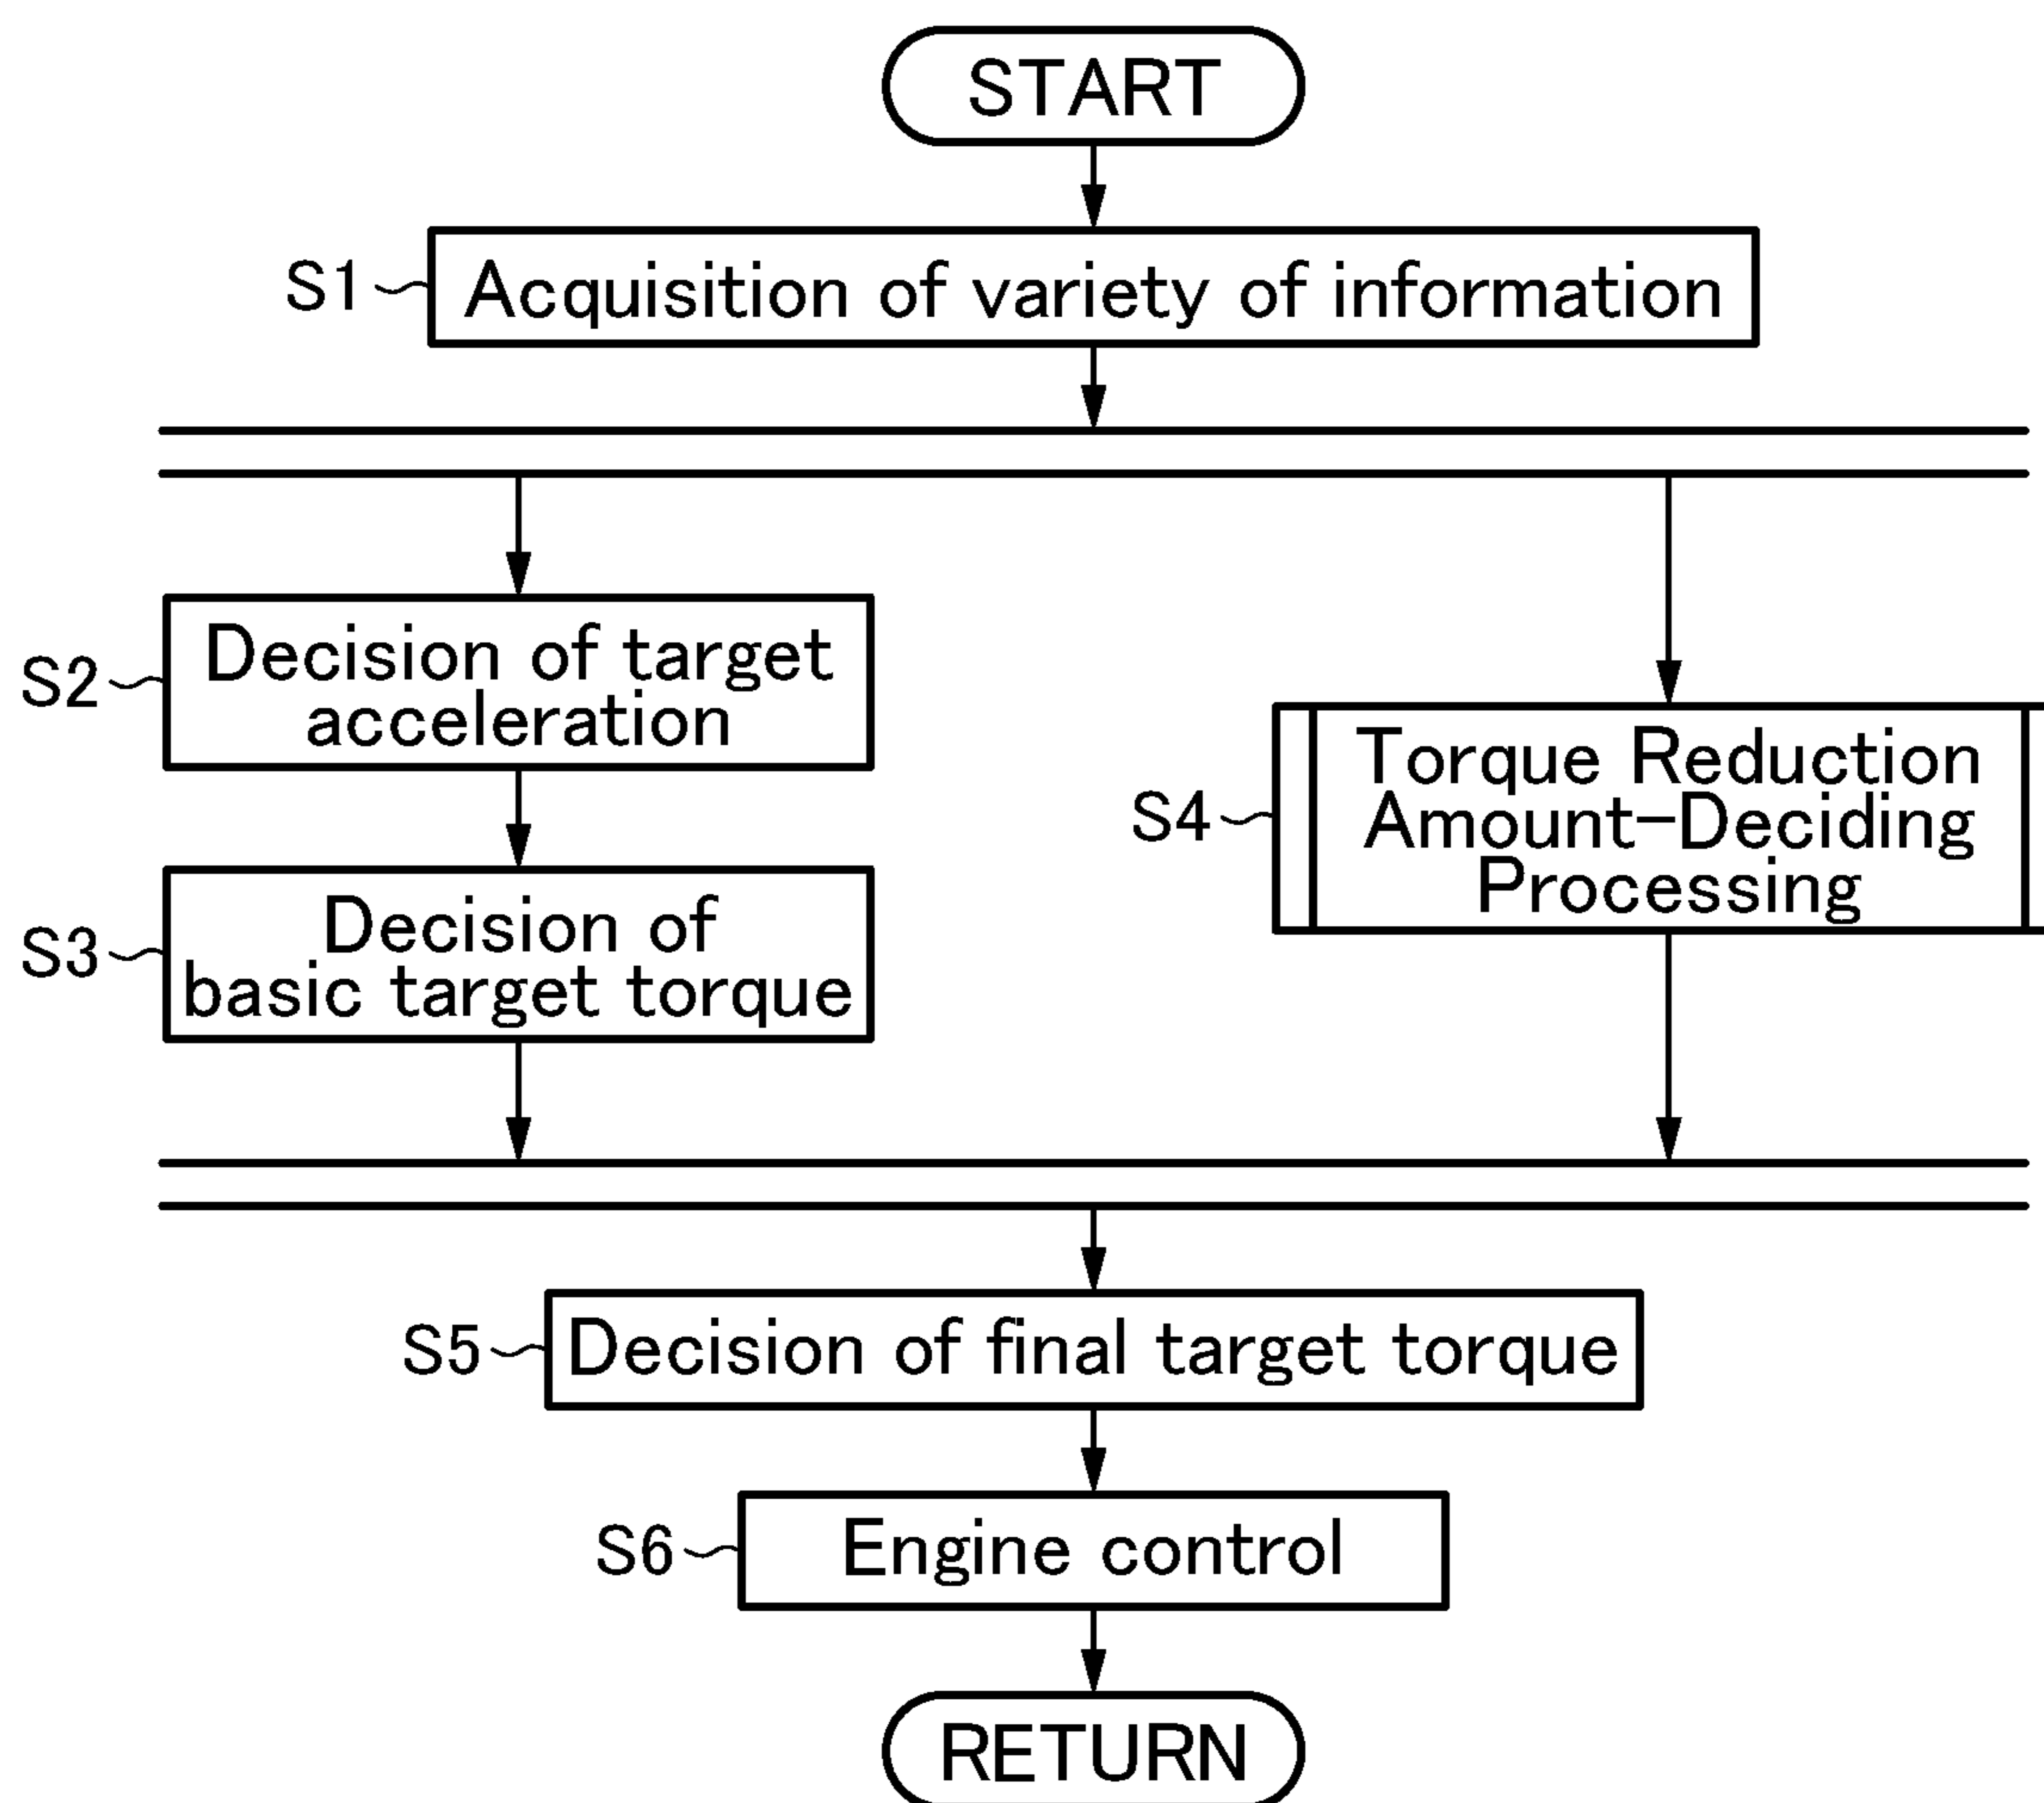 START
S1
Acquisition of variety of information
S2
Decision of target
acceleration
S3
Decision of
basic target torque
S4
Torque Reduction
Amount-Deciding
Processing
S5
Decision of final target torque
S6
Engine control
RETURN